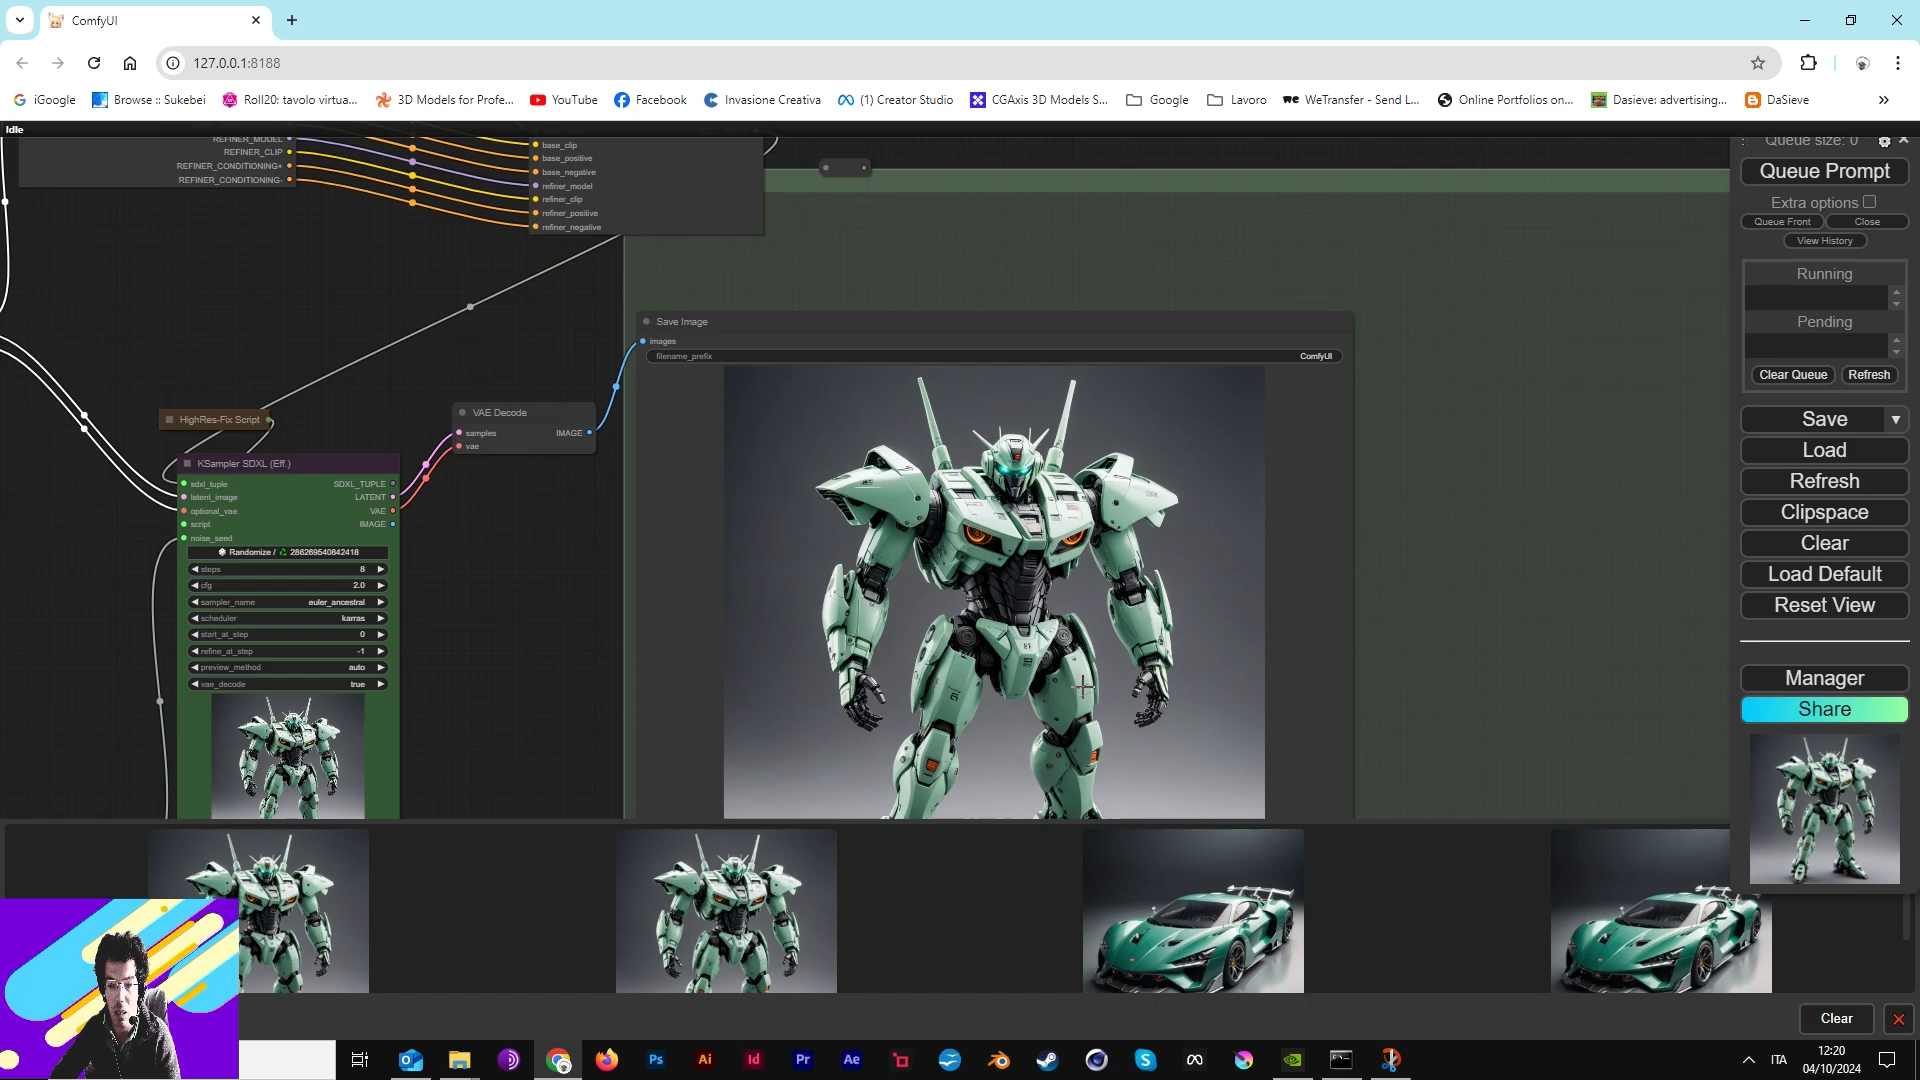 ComfyUI
127.0.0.1:8188
iGoogle
Browse :: Sukebei
Roll20: tavolo virtua...
3D Models for Profe...
YouTube
Facebook
Invasione Creativa
(1) Creator Studio
CGAxis 3D Models S...
Google
Lavoro
WeTransfer - Send L...
Online Portfolios on...
Dasieve: advertising...
DaSieve
Idle
REFINER_MODEL
REFINER_CLIP
REFINER_CONDITIONING+
REFINER_CONDITIONING-
base_clip
base_positive
base_negative
refiner_model
refiner_clip
refiner_positive
refiner_negative
Save Image
images
filename_prefix ComfyUI
HighRes-Fix Script
VAE Decode
samples IMAGE
vae
KSampler SDXL (Eff.)
sdxl_tuple SDXL_TUPLE
latent_image LATENT
optional_vae VAE
script IMAGE
noise_seed
Randomize / 286269540842418
steps 8
cfg 2.0
sampler_name euler_ancestral
scheduler karras
start_at_step 0
refine_at_step -1
preview_method auto
vae_decode true
Queue size: 0
Queue Prompt
Extra options
Queue Front Close
View History
Running
Pending
Clear Queue Refresh
Save
Load
Refresh
Clipspace
Clear
Load Default
Reset View
Manager
Share
Clear
Ps
Ai
Id
Pr
Ae
ITA
12:20
04/10/2024